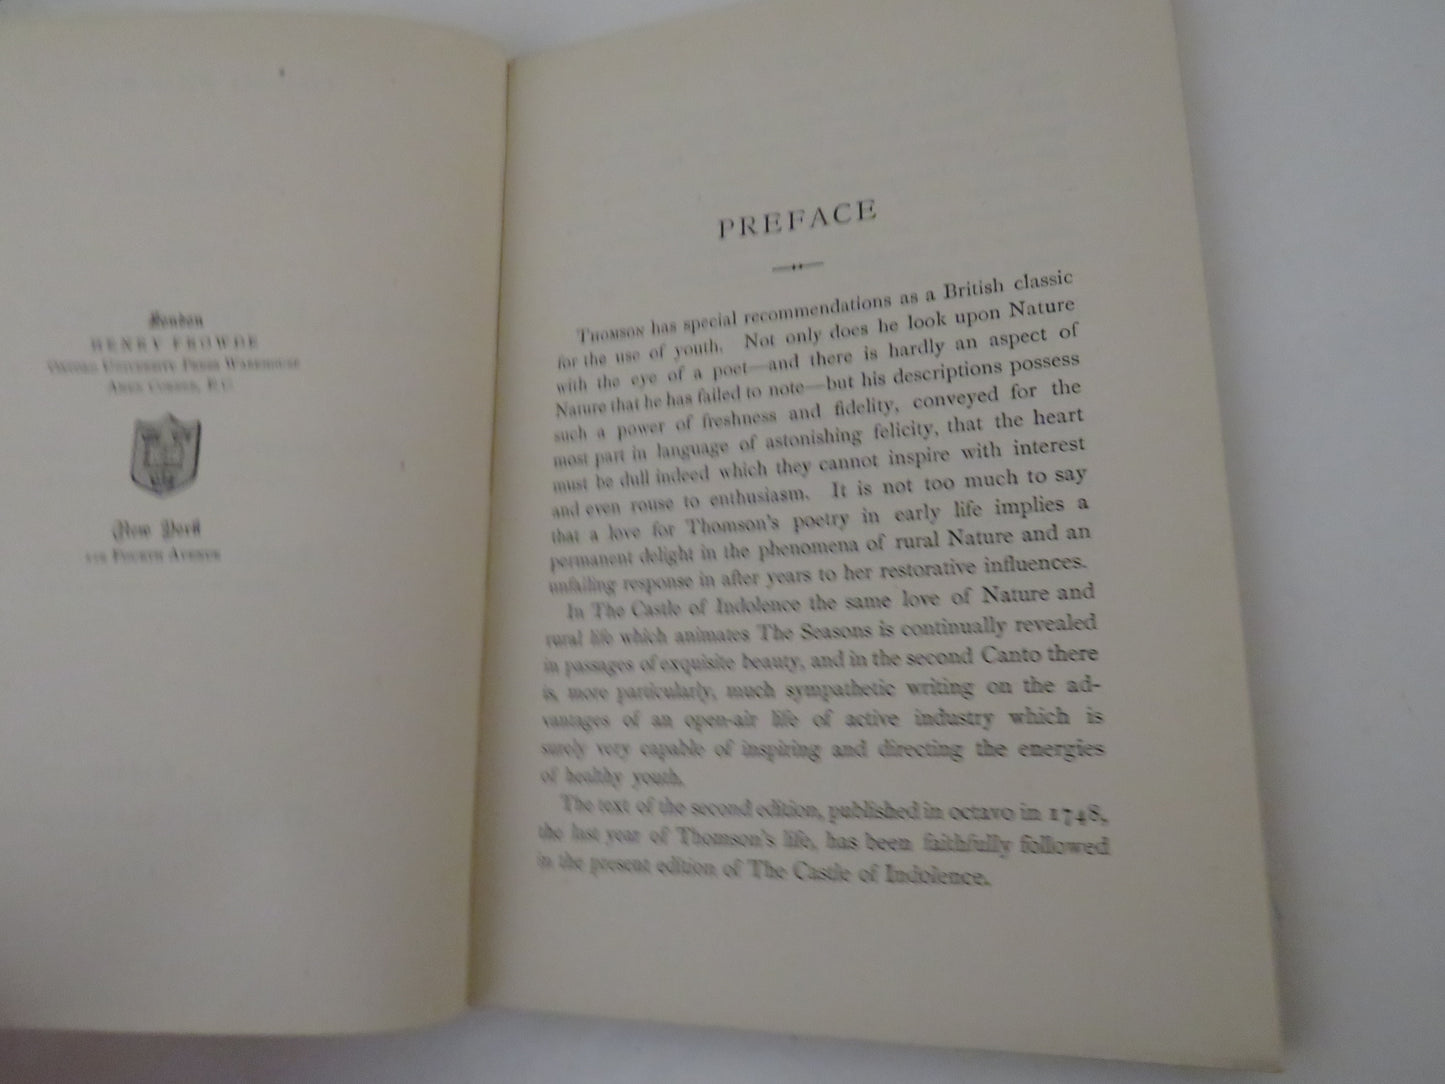 London
HENRY FROWDE
OXFORD UNIVERSITY PRESS WAREHOUSE
AMEN CORNER, E.C.
New York
FOURTH AVENUE
PREFACE
THOMSON has special recommendations as a British classic
for the use of youth. Not only does he look upon Nature
with the eye of a poet—and there is hardly an aspect of
Nature that he has failed to note—but his descriptions possess
such a power of freshness and fidelity, conveyed for the
most part in language of astonishing felicity, that the heart
must be dull indeed which they cannot inspire with interest
and even rouse to enthusiasm. It is not too much to say
that a love for Thomson's poetry in early life implies a
permanent delight in the phenomena of rural Nature and an
unfailing response in after years to her restorative influences.
In The Castle of Indolence the same love of Nature and
rural life which animates The Seasons is continually revealed
in passages of exquisite beauty, and in the second Canto there
is, more particularly, much sympathetic writing on the ad-
vantages of an open-air life of active industry which is
surely very capable of inspiring and directing the energies
of healthy youth.
The text of the second edition, published in octavo in 1748,
the last year of Thomson's life, has been faithfully followed
in the present edition of The Castle of Indolence.